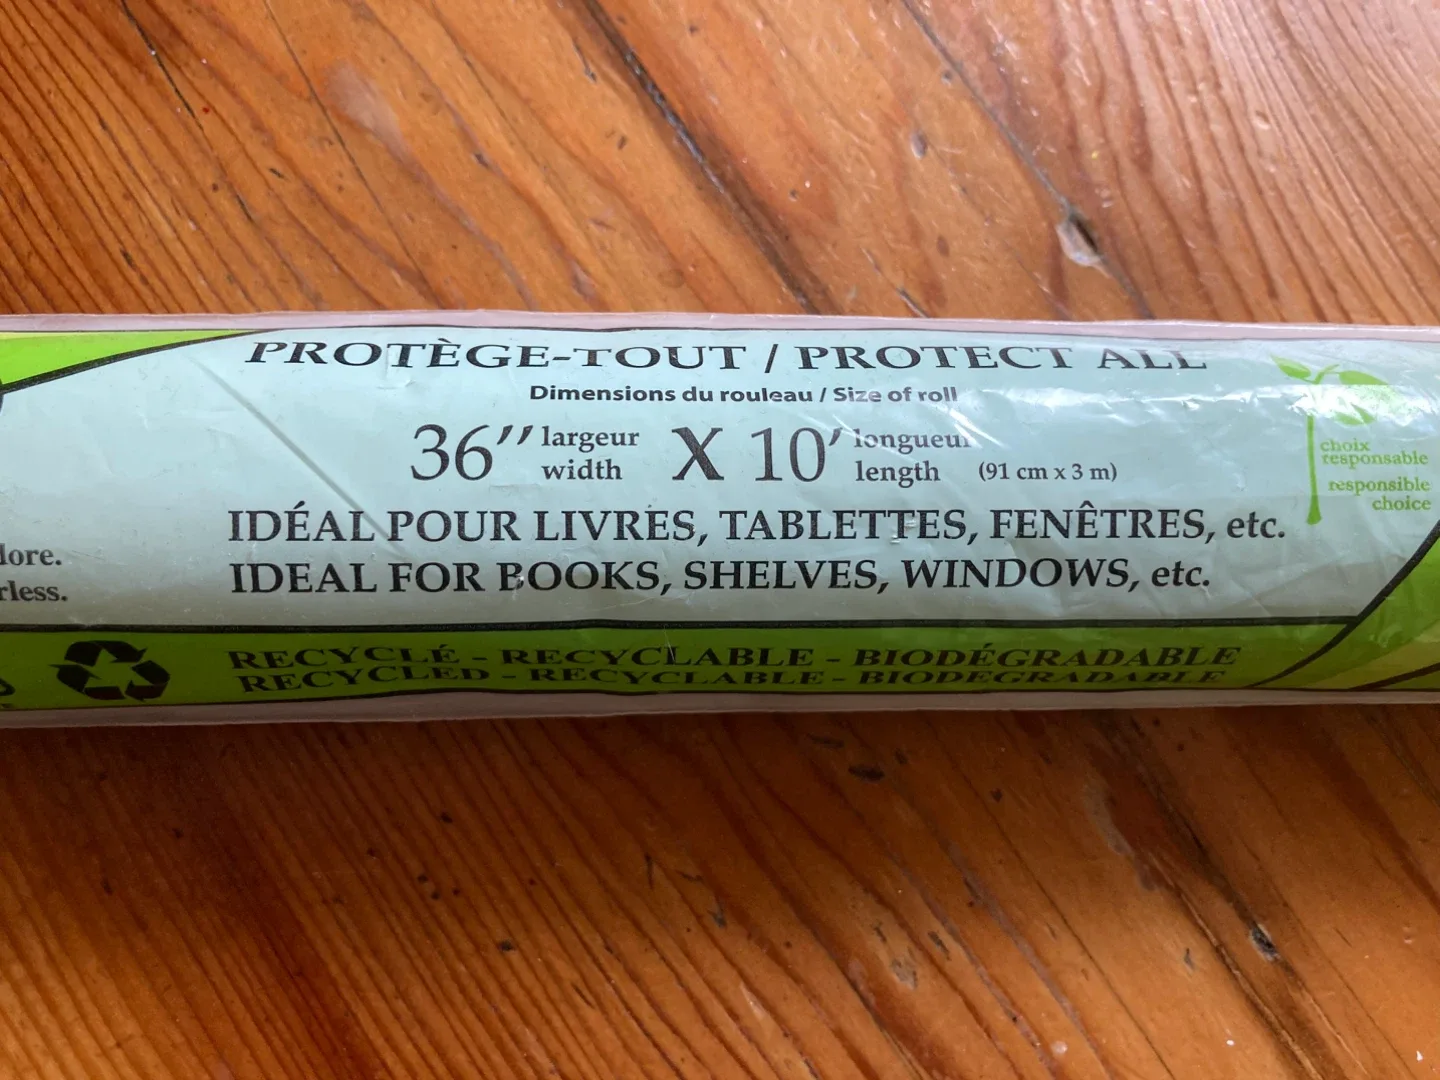 PROTÈGE-TOUT / PROTECT ALL
Dimensions du rouleau / Size of roll
36" largeur width X 10' longueur length (91 cm x 3 m)
IDÉAL POUR LIVRES, TABLETTES, FENÊTRES, etc.
IDEAL FOR BOOKS, SHELVES, WINDOWS, etc.
RECYCLÉ - RECYCLABLE - BIODÉGRADABLE
RECYCLED - RECYCLABLE - BIODEGRADABLE
choix
responsable
responsible
choice